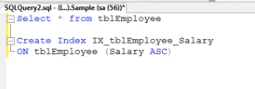 SQLQuery2.sql - (l...).Sample (sa (56))*
Select * from tblEmployee
Create Index IX_tblEmployee_Salary
ON tblEmployee (Salary ASC)